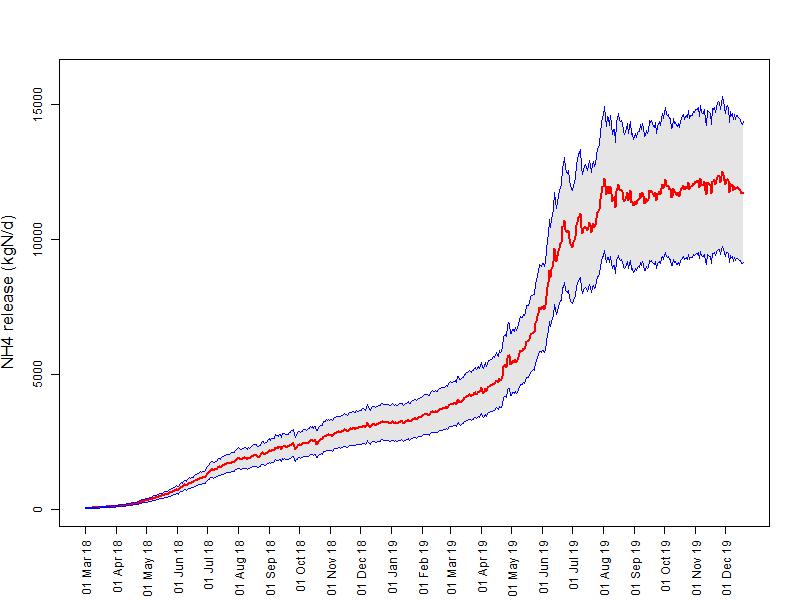 NH4 release (KgN/d)
15000
10000
5000
0
01 Mar 18
01 Apr 18
01 May 18
01 Jun 18
01 Jul 18
01 Aug 18
01 Sep 18
01 Oct 18
01 Nov 18
01 Dec 18
01 Jan 19
01 Feb 19
01 Mar 19
01 Apr 19
01 May 19
01 Jun 19
01 Jul 19
01 Aug 19
01 Sep 19
01 Oct 19
01 Nov 19
01 Dec 19